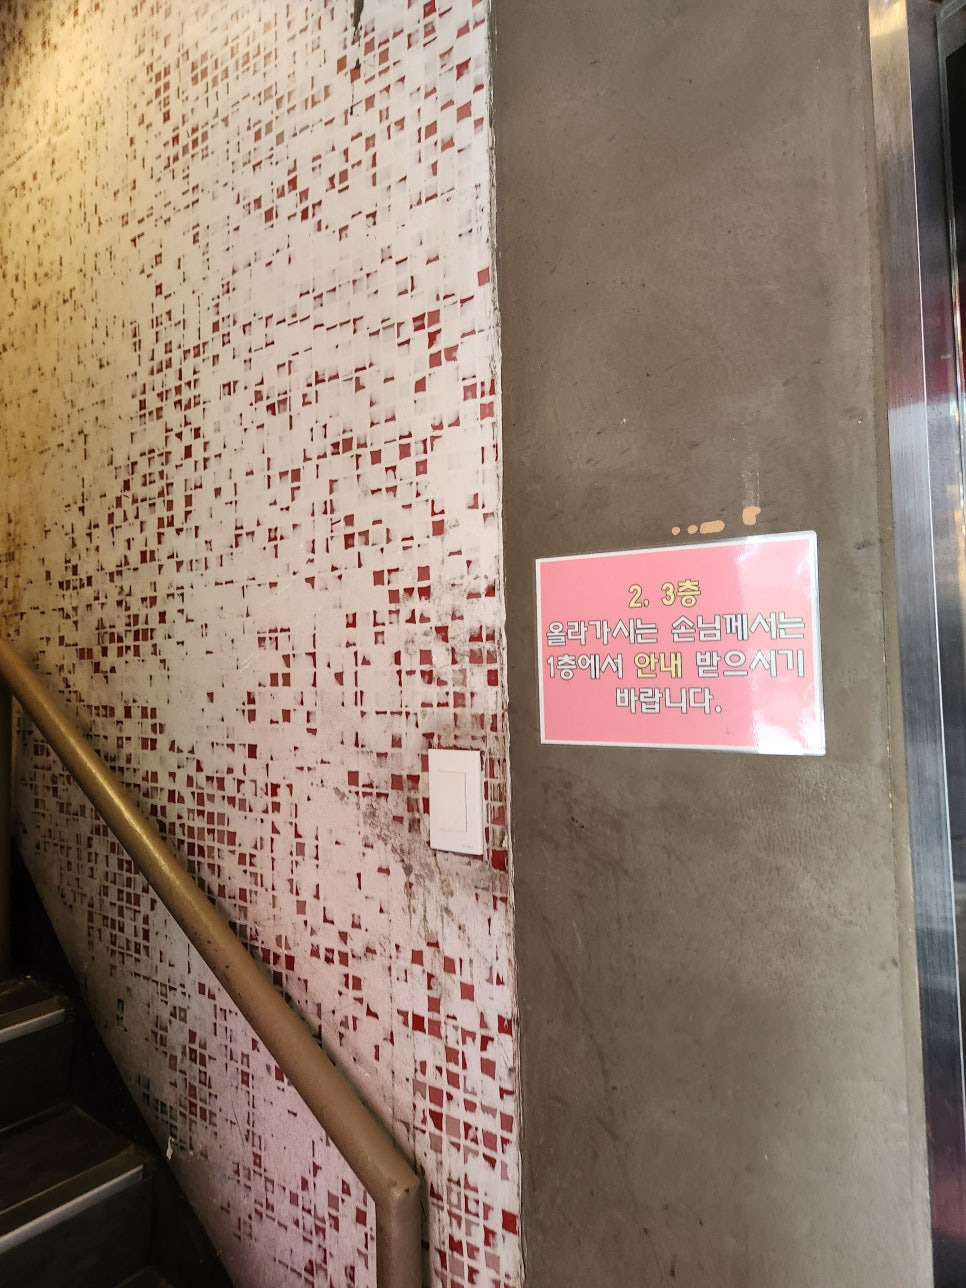 2, 3층
올라가시는 손님께서는
1층에서 안내 받으시기
바랍니다.